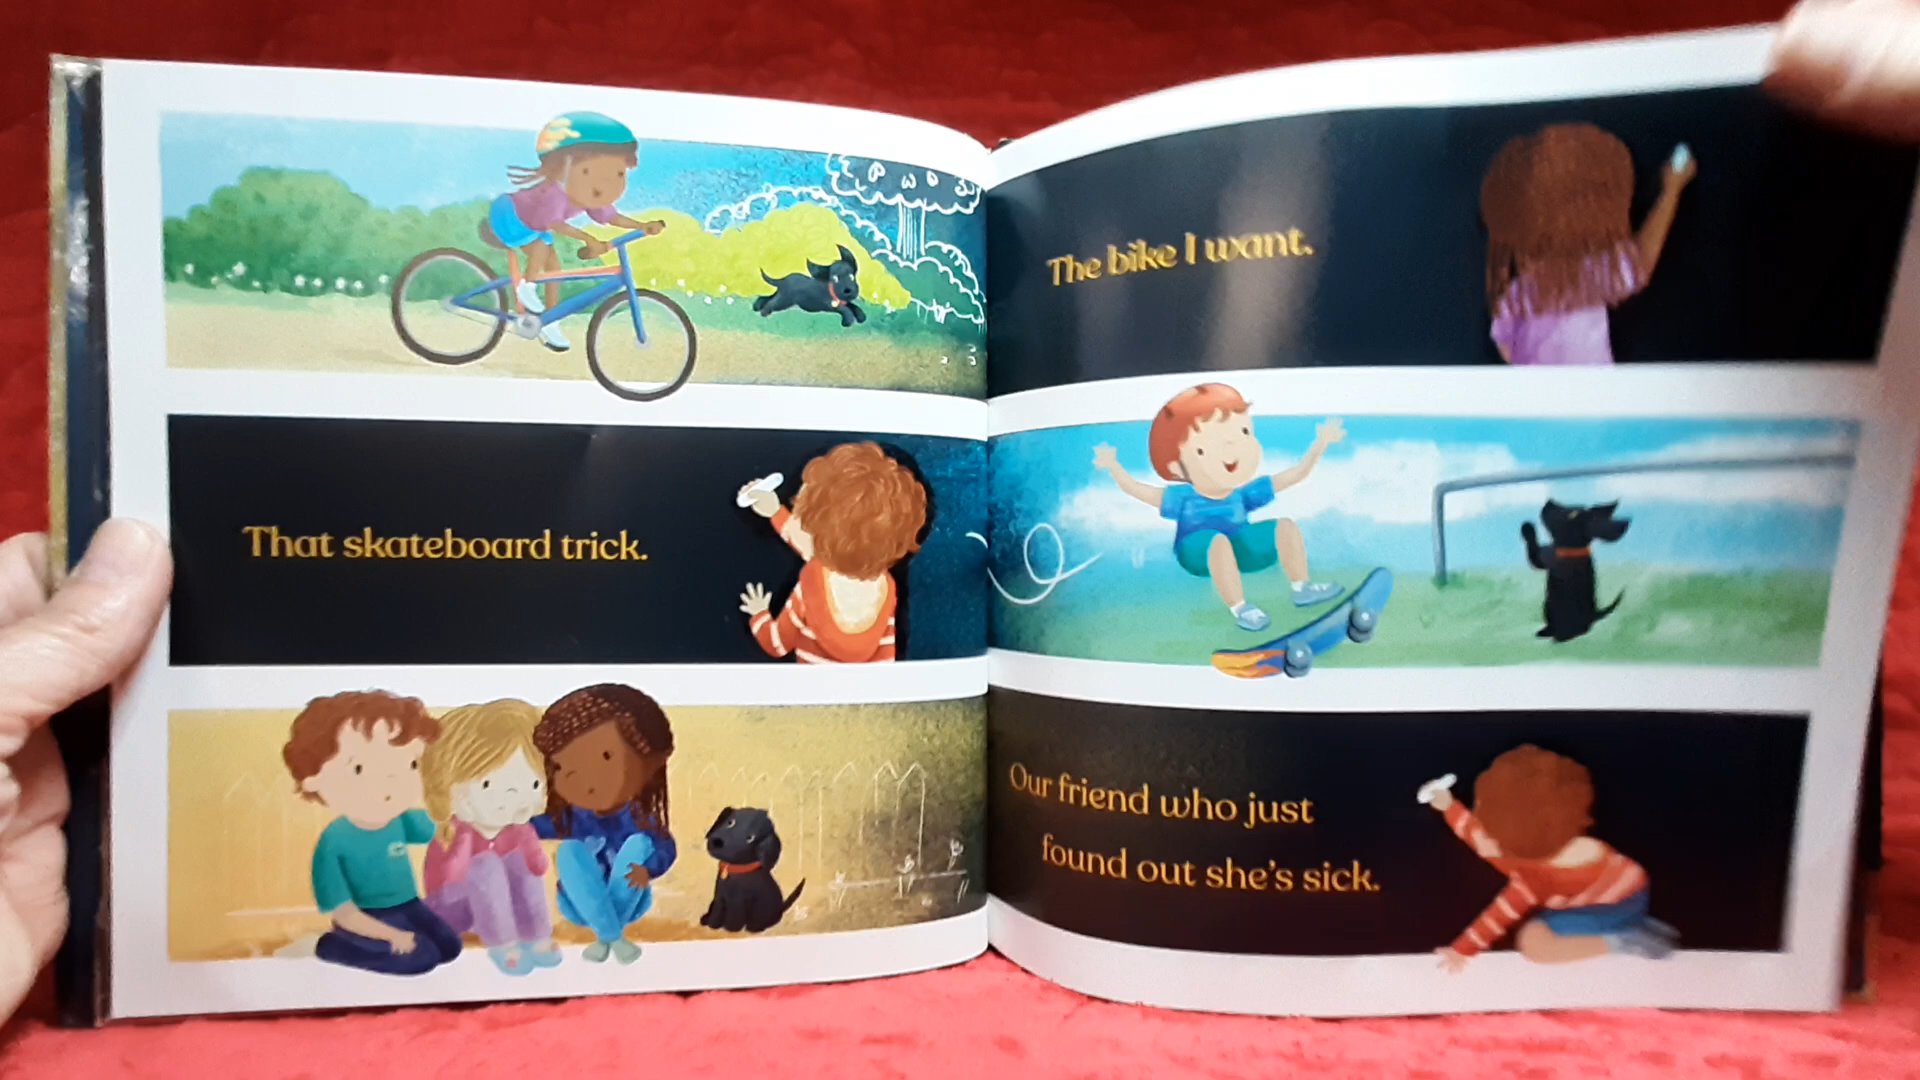 The bike I want.
That skateboard trick.
Our friend who just
found out she's sick.